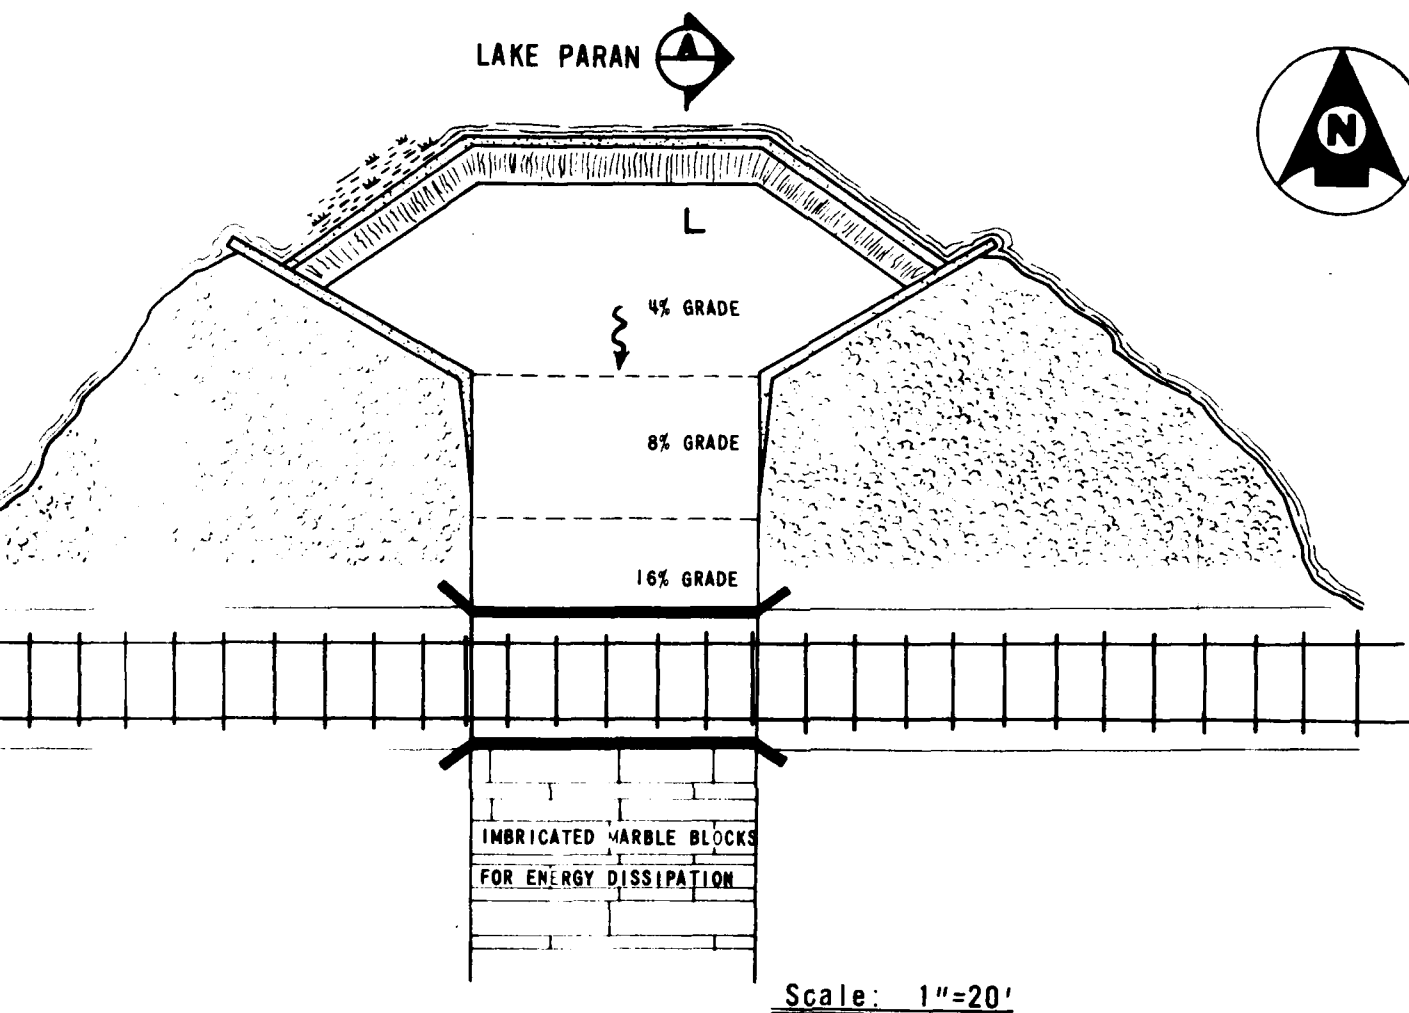 LAKE PARAN A
N
L
4% GRADE
8% GRADE
16% GRADE
IMBRICATED MARBLE BLOCKS
FOR ENERGY DISSIPATION
Scale: 1"=20'